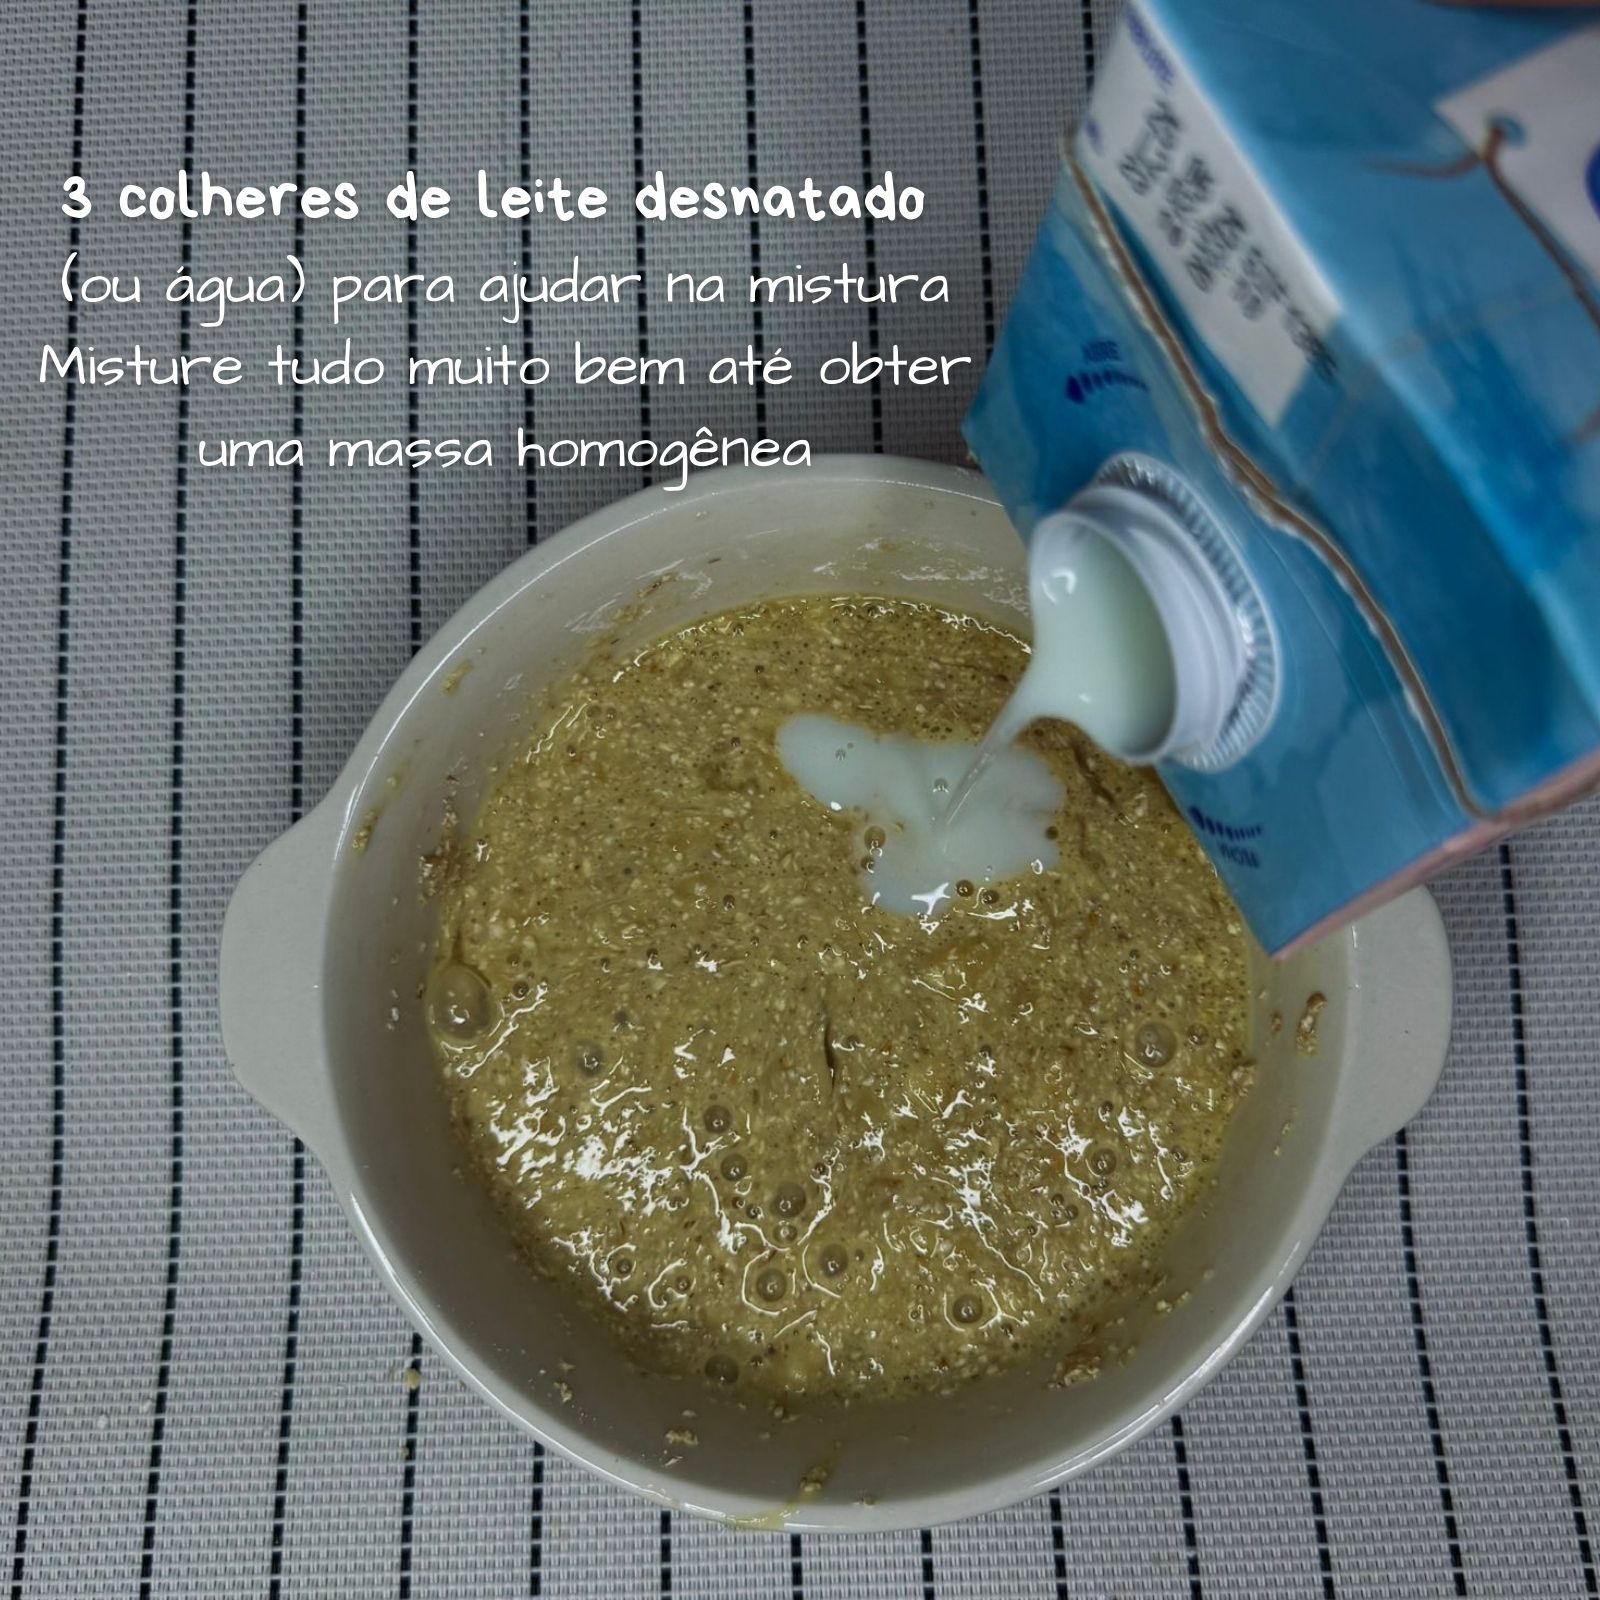 3 colheres de leite desnatado
(ou água) para ajudar na mistura
Misture tudo muito bem até obter
uma massa homogênea
ABRE